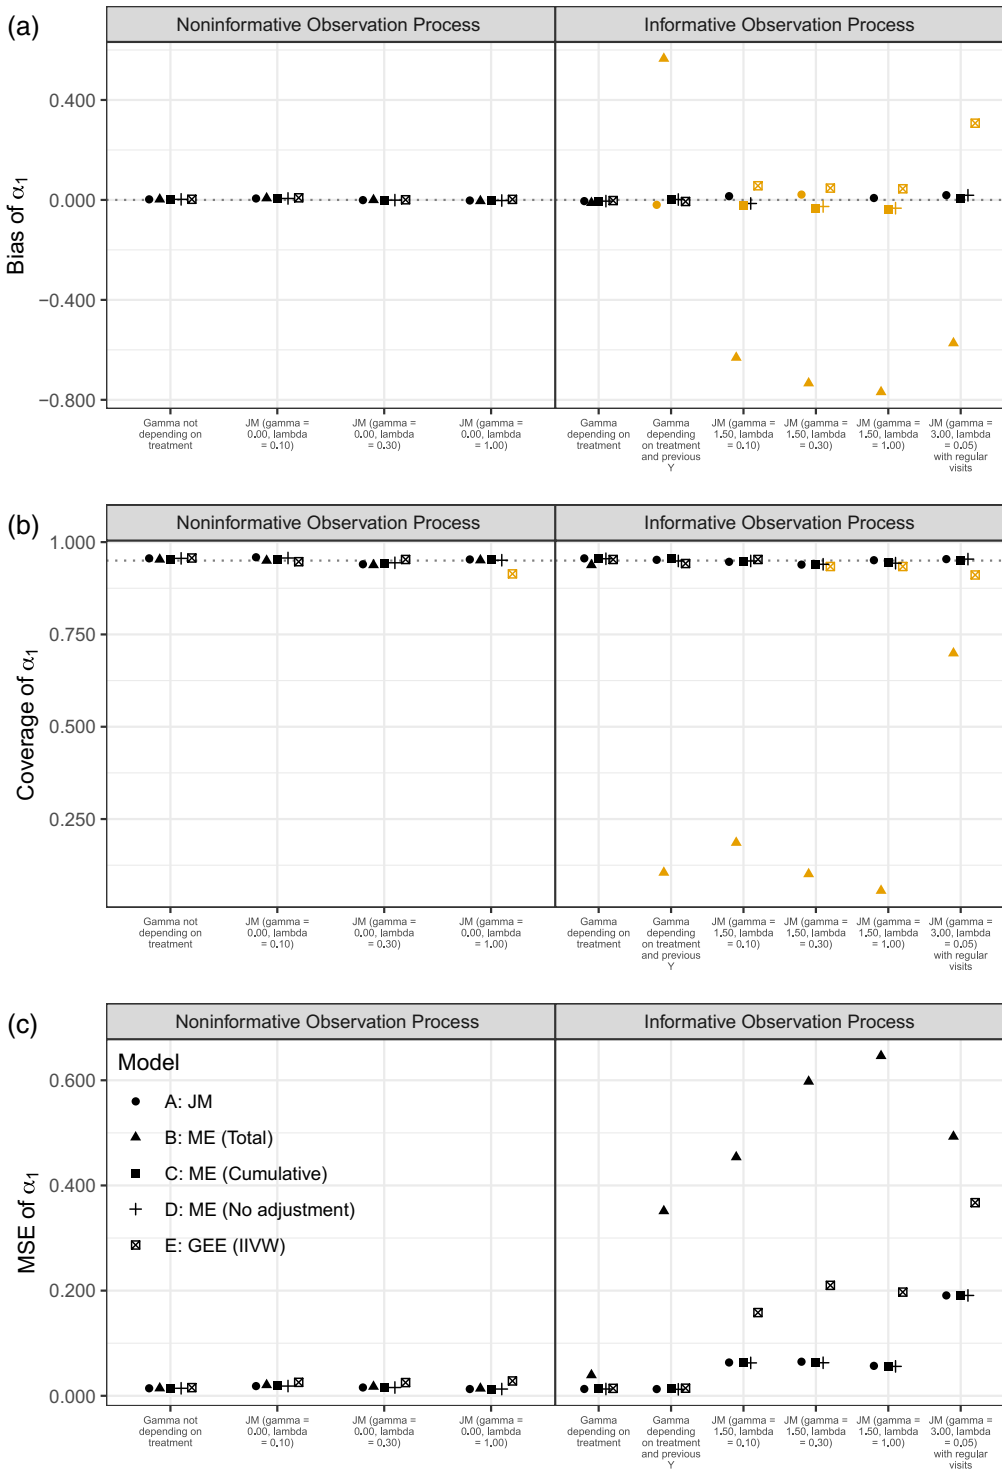 (a)
Noninformative Observation Process
Informative Observation Process
Bias of α1
0.400
0.000
−0.400
−0.800
Gamma not
depending on
treatment
JM (gamma =
0.00, lambda
= 0.10)
JM (gamma =
0.00, lambda
= 0.30)
JM (gamma =
0.00, lambda
= 1.00)
Gamma
depending on
treatment
Gamma
depending
on treatment
and previous
Y
JM (gamma =
1.50, lambda
= 0.10)
JM (gamma =
1.50, lambda
= 0.30)
JM (gamma =
1.50, lambda
= 1.00)
JM (gamma =
3.00, lambda
= 0.05)
with regular
visits
(b)
Noninformative Observation Process
Informative Observation Process
Coverage of α1
1.000
0.750
0.500
0.250
Gamma not
depending on
treatment
JM (gamma =
0.00, lambda
= 0.10)
JM (gamma =
0.00, lambda
= 0.30)
JM (gamma =
0.00, lambda
= 1.00)
Gamma
depending on
treatment
Gamma
depending
on treatment
and previous
Y
JM (gamma =
1.50, lambda
= 0.10)
JM (gamma =
1.50, lambda
= 0.30)
JM (gamma =
1.50, lambda
= 1.00)
JM (gamma =
3.00, lambda
= 0.05)
with regular
visits
(c)
Noninformative Observation Process
Informative Observation Process
MSE of α1
0.600
0.400
0.200
0.000
Model
A: JM
B: ME (Total)
C: ME (Cumulative)
D: ME (No adjustment)
E: GEE (IIVW)
Gamma not
depending on
treatment
JM (gamma =
0.00, lambda
= 0.10)
JM (gamma =
0.00, lambda
= 0.30)
JM (gamma =
0.00, lambda
= 1.00)
Gamma
depending on
treatment
Gamma
depending
on treatment
and previous
Y
JM (gamma =
1.50, lambda
= 0.10)
JM (gamma =
1.50, lambda
= 0.30)
JM (gamma =
1.50, lambda
= 1.00)
JM (gamma =
3.00, lambda
= 0.05)
with regular
visits